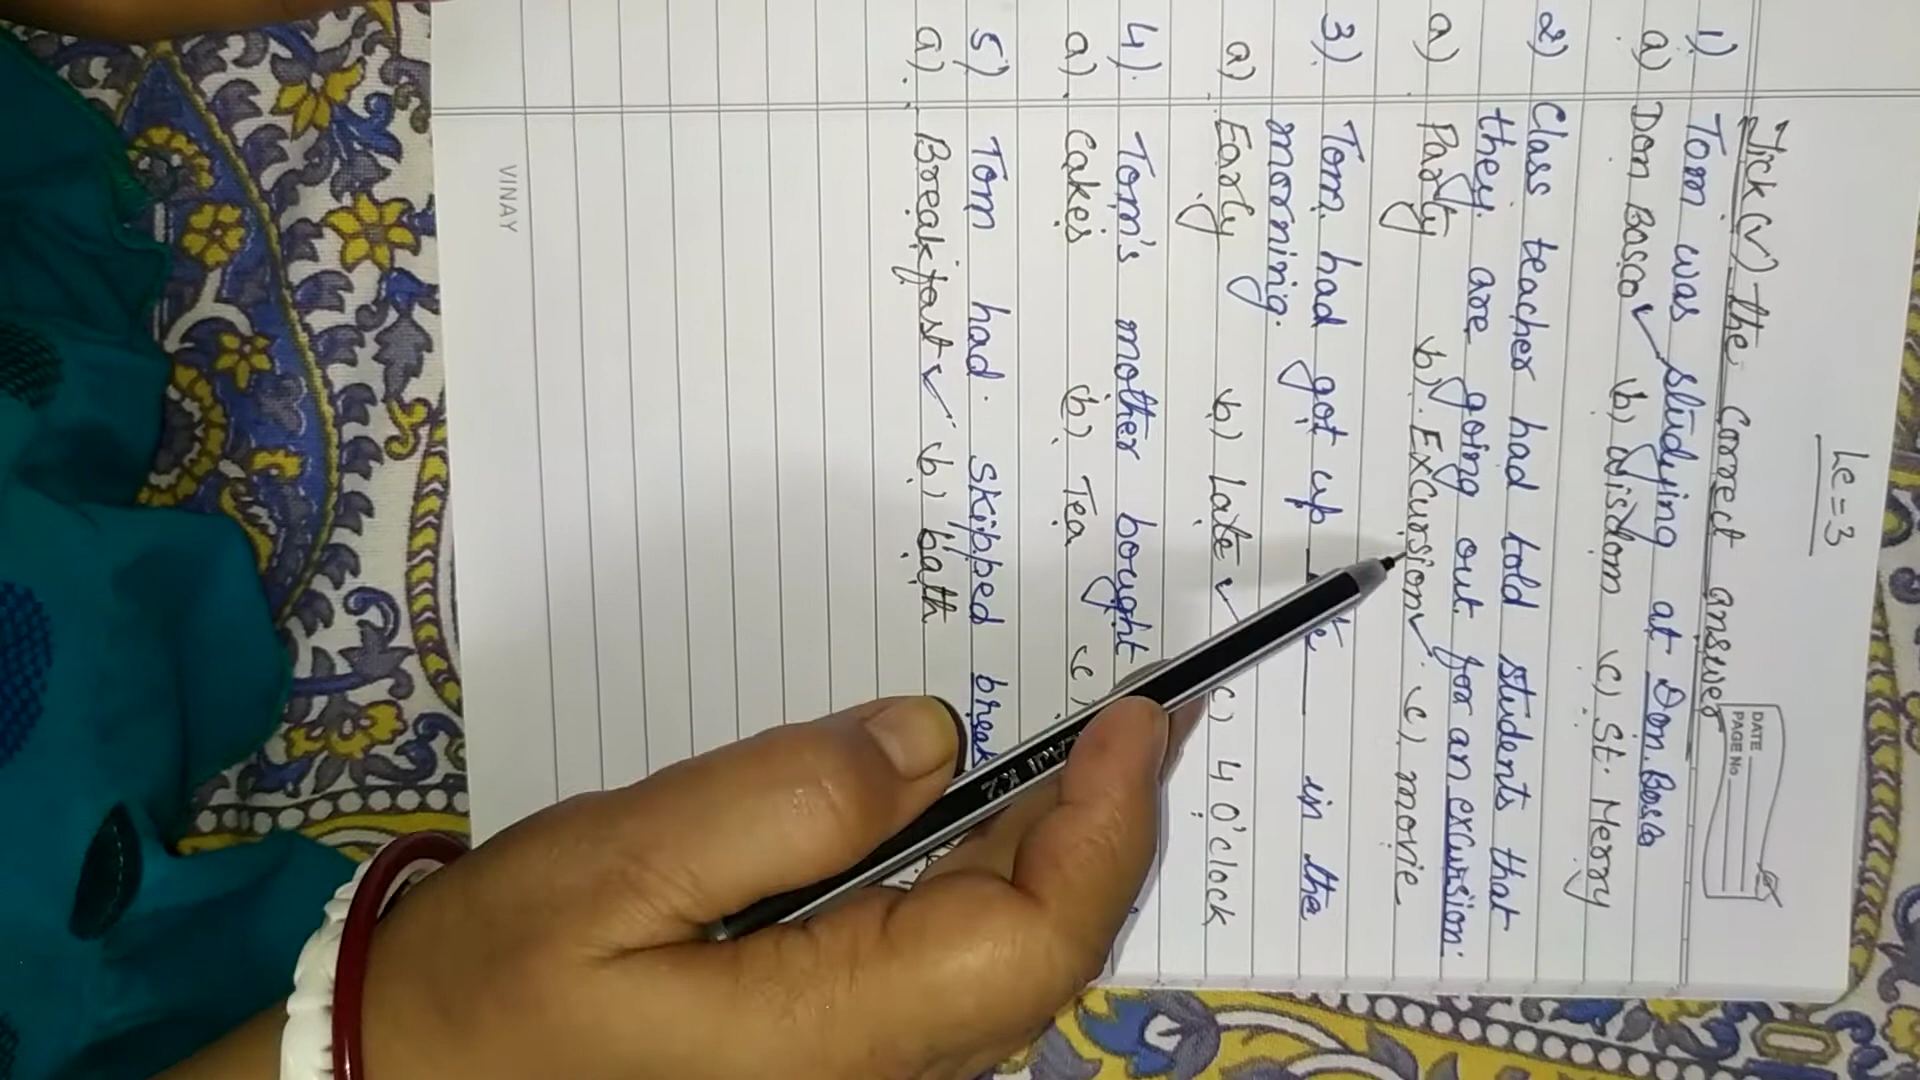 Le=3
DATE
PAGE No
Tick (✓) the Correct answer
1) Tom was studying at Don. Bosco
a) Don Bosco ✓ b) wisdom c) St. Merry
2) Class teacher had told students that
they are going out for an excursion.
a) Party b) Excursion ✓ c) movie
3) Tom had got up in the
morning.
a) Early b) Late ✓ c) 4 O'clock
4) Tom's mother bought
a) Cakes b) Tea c)
5) Tom had skipped break
a) Breakfast ✓ b) bath
VINAY